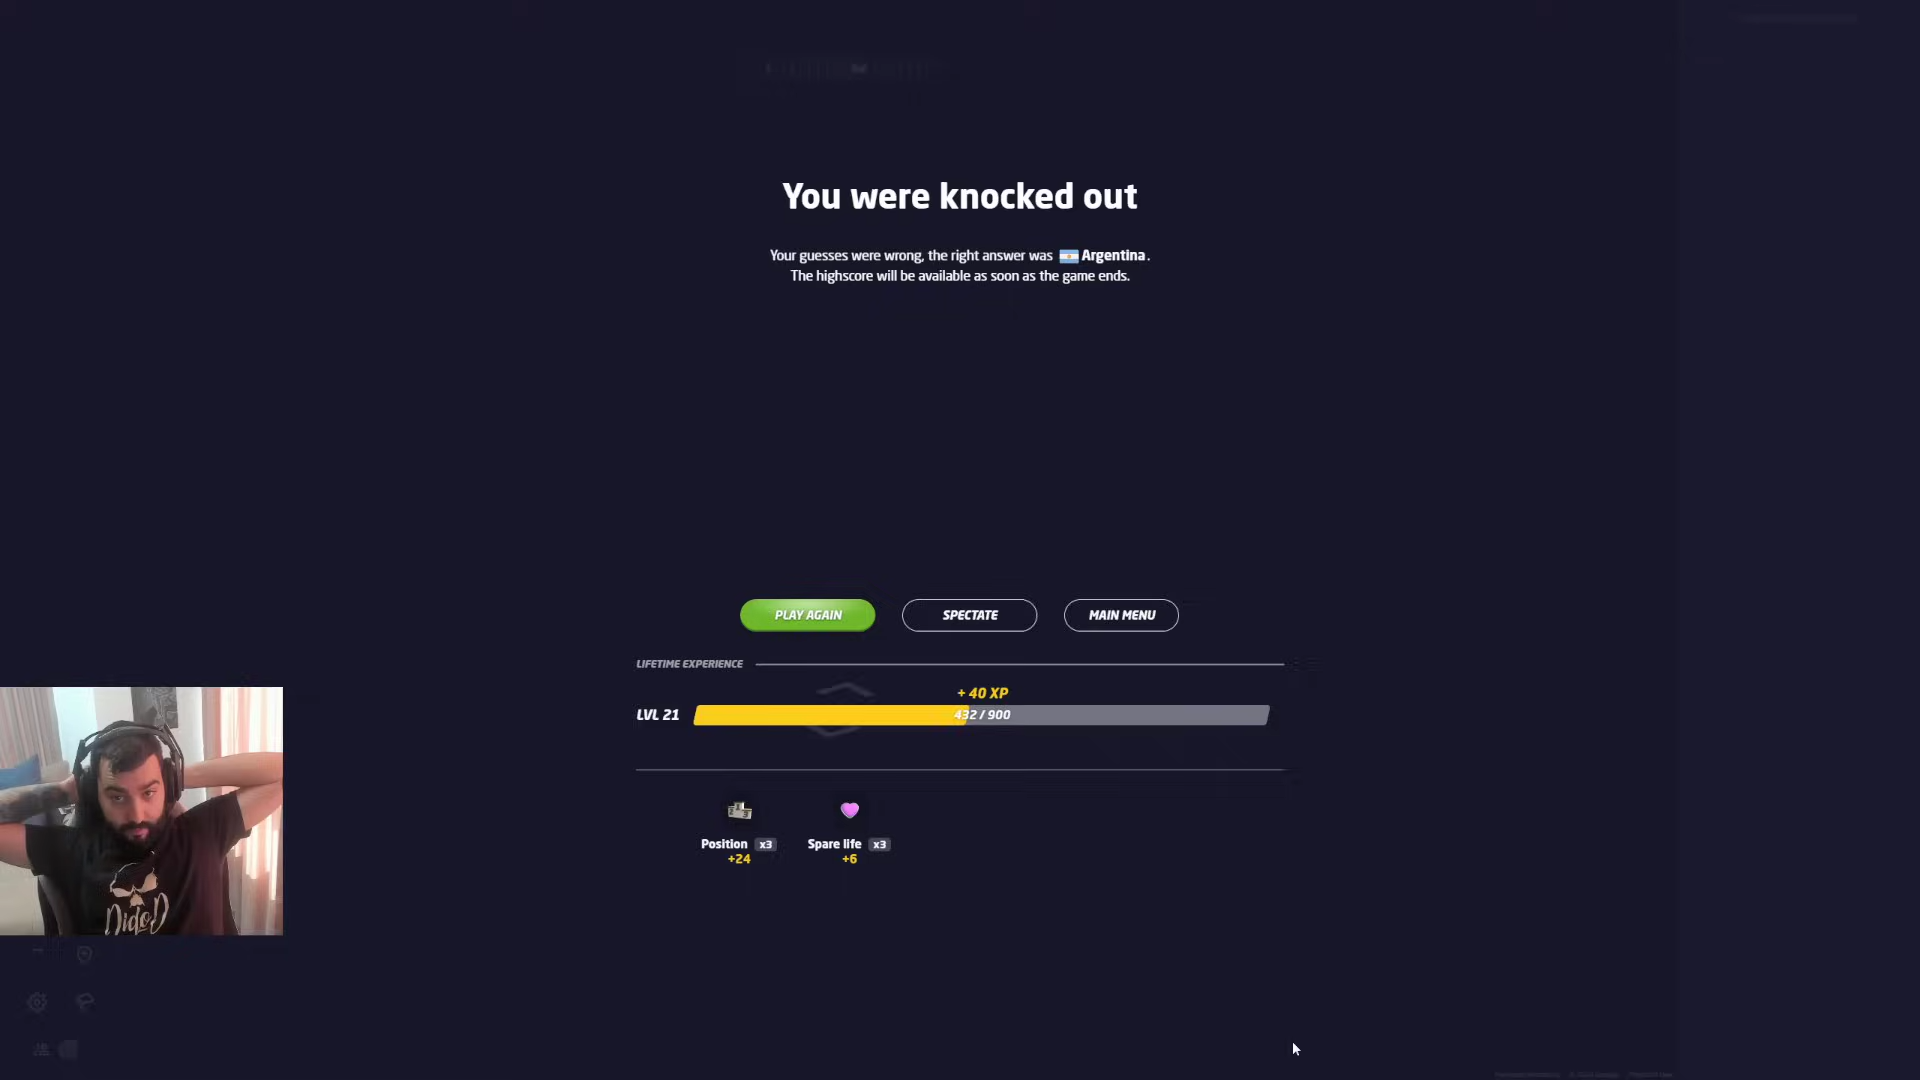 You were knocked out
Your guesses were wrong, the right answer was Argentina.
The highscore will be available as soon as the game ends.
PLAY AGAIN
SPECTATE
MAIN MENU
LIFETIME EXPERIENCE
+ 40 XP
LVL 21
432 / 900
Position x3
+24
Spare life x3
+6
DidoD